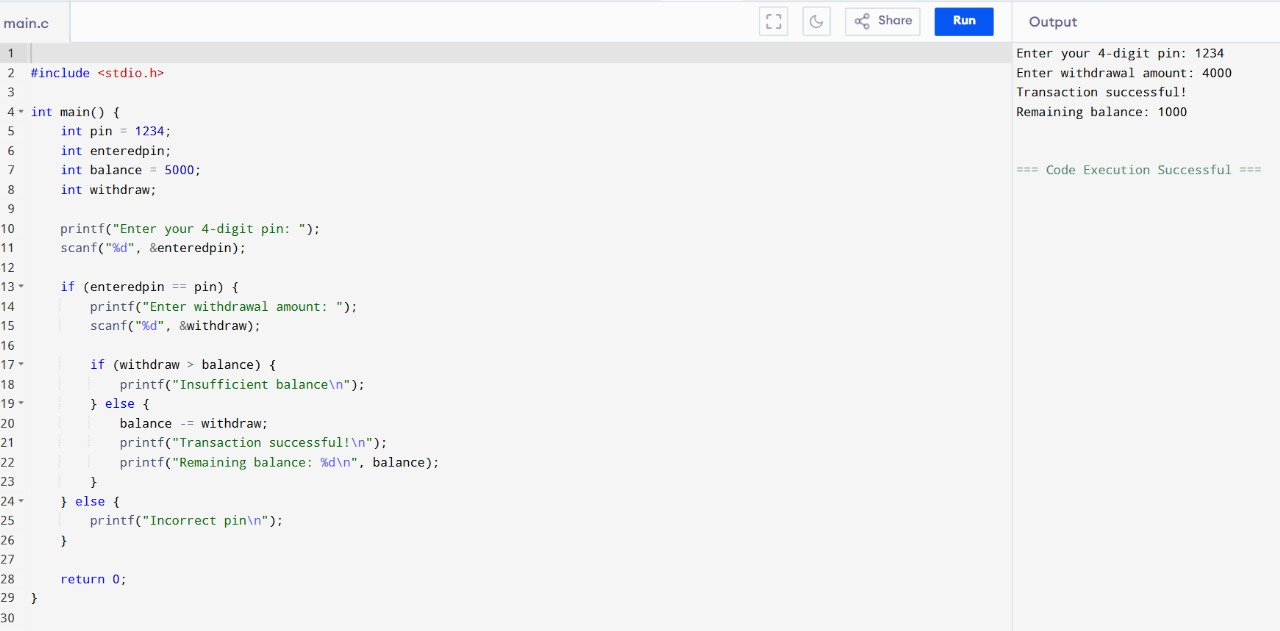 main.c
Share
Run
Output
1
2 #include <stdio.h>
3
4 int main() {
5     int pin = 1234;
6     int enteredpin;
7     int balance = 5000;
8     int withdraw;
9
10     printf("Enter your 4-digit pin: ");
11     scanf("%d", &enteredpin);
12
13     if (enteredpin == pin) {
14         printf("Enter withdrawal amount: ");
15         scanf("%d", &withdraw);
16
17         if (withdraw > balance) {
18             printf("Insufficient balance\n");
19         } else {
20             balance -= withdraw;
21             printf("Transaction successful!\n");
22             printf("Remaining balance: %d\n", balance);
23         }
24     } else {
25         printf("Incorrect pin\n");
26     }
27
28     return 0;
29 }
30
Enter your 4-digit pin: 1234
Enter withdrawal amount: 4000
Transaction successful!
Remaining balance: 1000
=== Code Execution Successful ===